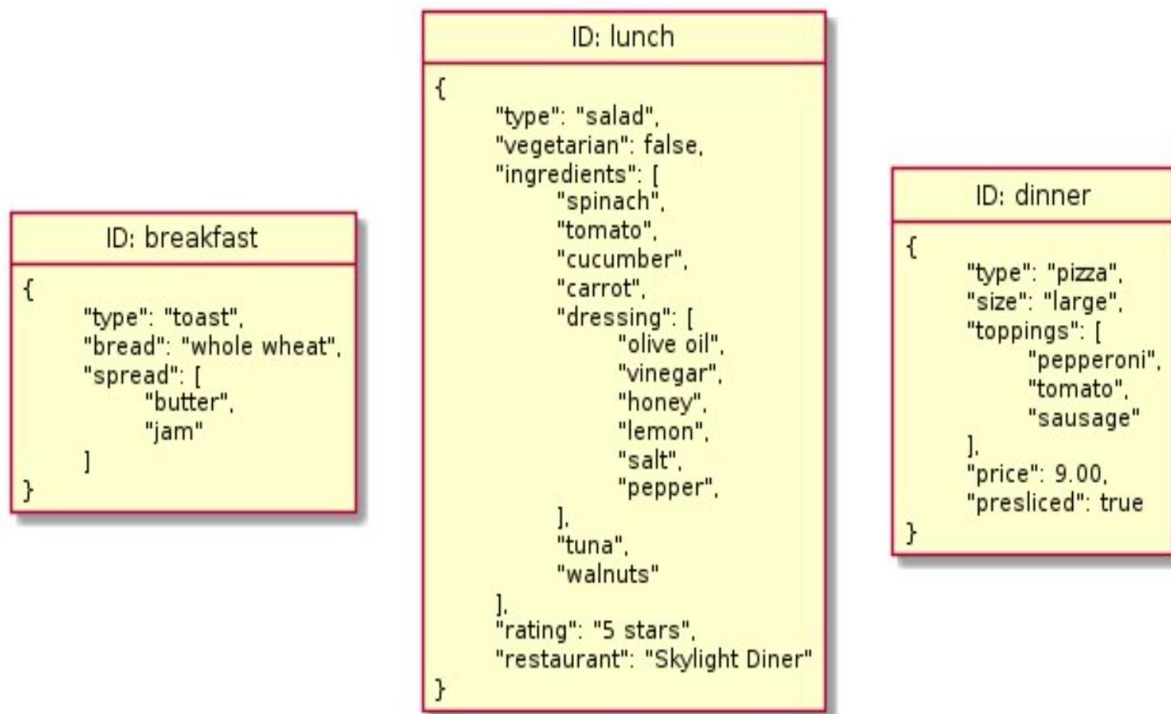 ID: breakfast
{
"type": "toast",
"bread": "whole wheat",
"spread": [
"butter",
"jam"
]
}
ID: lunch
{
"type": "salad",
"vegetarian": false,
"ingredients": [
"spinach",
"tomato",
"cucumber",
"carrot",
"dressing": [
"olive oil",
"vinegar",
"honey",
"lemon",
"salt",
"pepper",
],
"tuna",
"walnuts"
],
"rating": "5 stars",
"restaurant": "Skylight Diner"
}
ID: dinner
{
"type": "pizza",
"size": "large",
"toppings": [
"pepperoni",
"tomato",
"sausage"
],
"price": 9.00,
"presliced": true
}